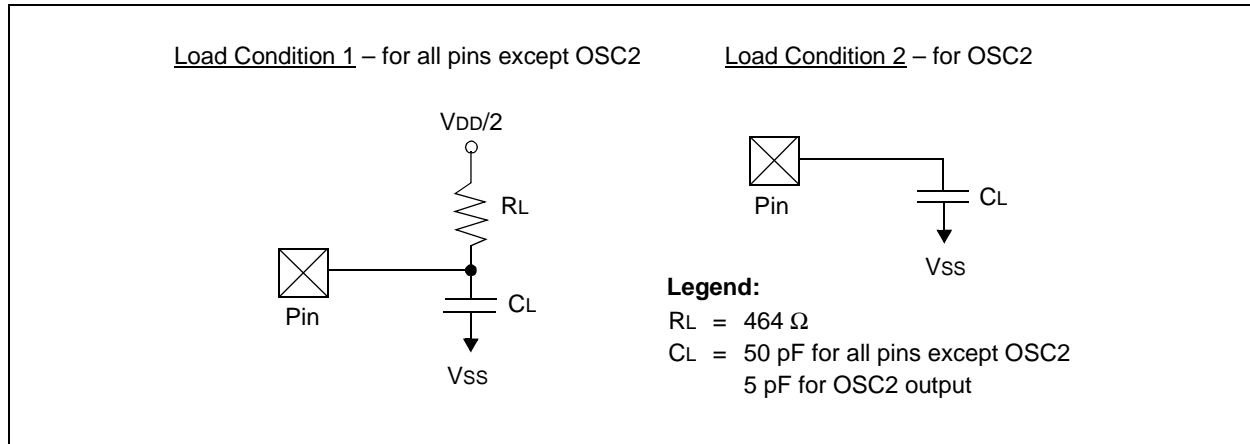 Load Condition 1 – for all pins except OSC2
VDD/2
RL
Pin
CL
VSS
Load Condition 2 – for OSC2
Pin
CL
VSS
Legend:
RL = 464 Ω
CL = 50 pF for all pins except OSC2
5 pF for OSC2 output